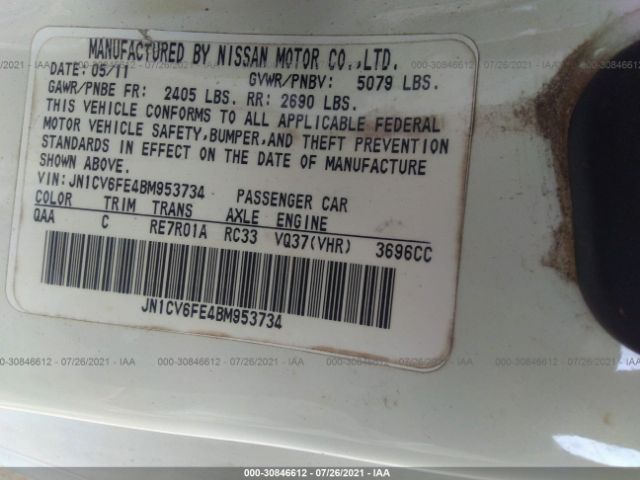 MANUFACTURED BY NISSAN MOTOR CO.,LTD.
DATE: 05/11 GVWR/PNBV: 5079 LBS.
GAWR/PNBE FR: 2405 LBS. RR: 2690 LBS.
THIS VEHICLE CONFORMS TO ALL APPLICABLE FEDERAL
MOTOR VEHICLE SAFETY,BUMPER,AND THEFT PREVENTION
STANDARDS IN EFFECT ON THE DATE OF MANUFACTURE
SHOWN ABOVE.
VIN:JN1CV6FE4BM953734 PASSENGER CAR
COLOR TRIM TRANS AXLE ENGINE
QAA C RE7R01A RC33 VQ37(VHR) 3696CC
JN1CV6FE4BM953734
000-30846612 - 07/26/2021 - IAA